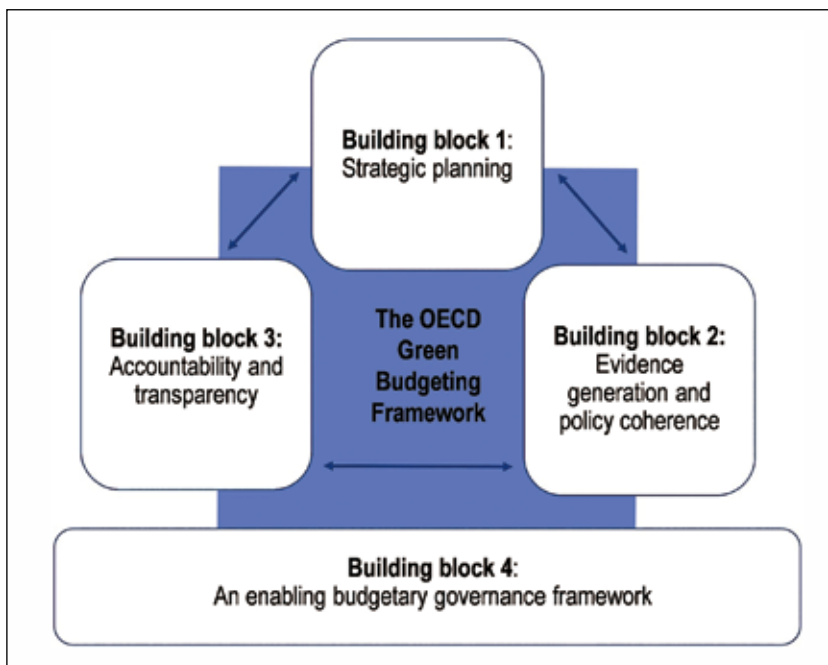 Building block 1:
Strategic planning
Building block 3:
Accountability and
transparency
The OECD
Green
Budgeting
Framework
Building block 2:
Evidence
generation and
policy coherence
Building block 4:
An enabling budgetary governance framework